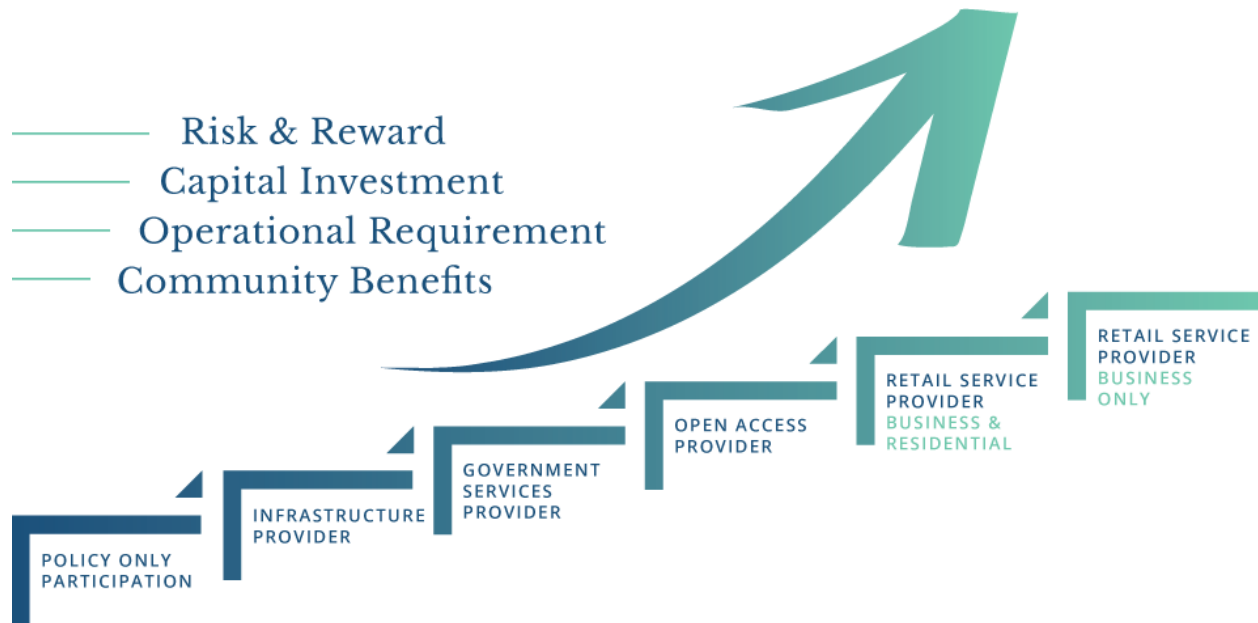 Risk & Reward
Capital Investment
Operational Requirement
Community Benefits
POLICY ONLY
PARTICIPATION
INFRASTRUCTURE
PROVIDER
GOVERNMENT
SERVICES
PROVIDER
OPEN ACCESS
PROVIDER
RETAIL SERVICE
PROVIDER
BUSINESS &
RESIDENTIAL
RETAIL SERVICE
PROVIDER
BUSINESS
ONLY